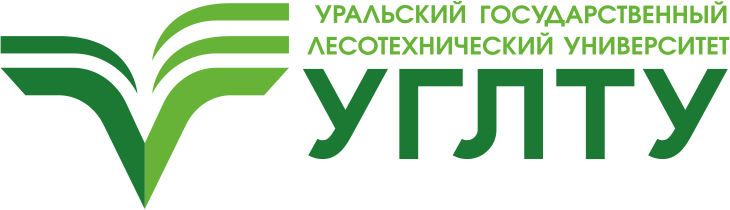 УРАЛЬСКИЙ ГОСУДАРСТВЕННЫЙ
ЛЕСОТЕХНИЧЕСКИЙ УНИВЕРСИТЕТ
УГЛТУ